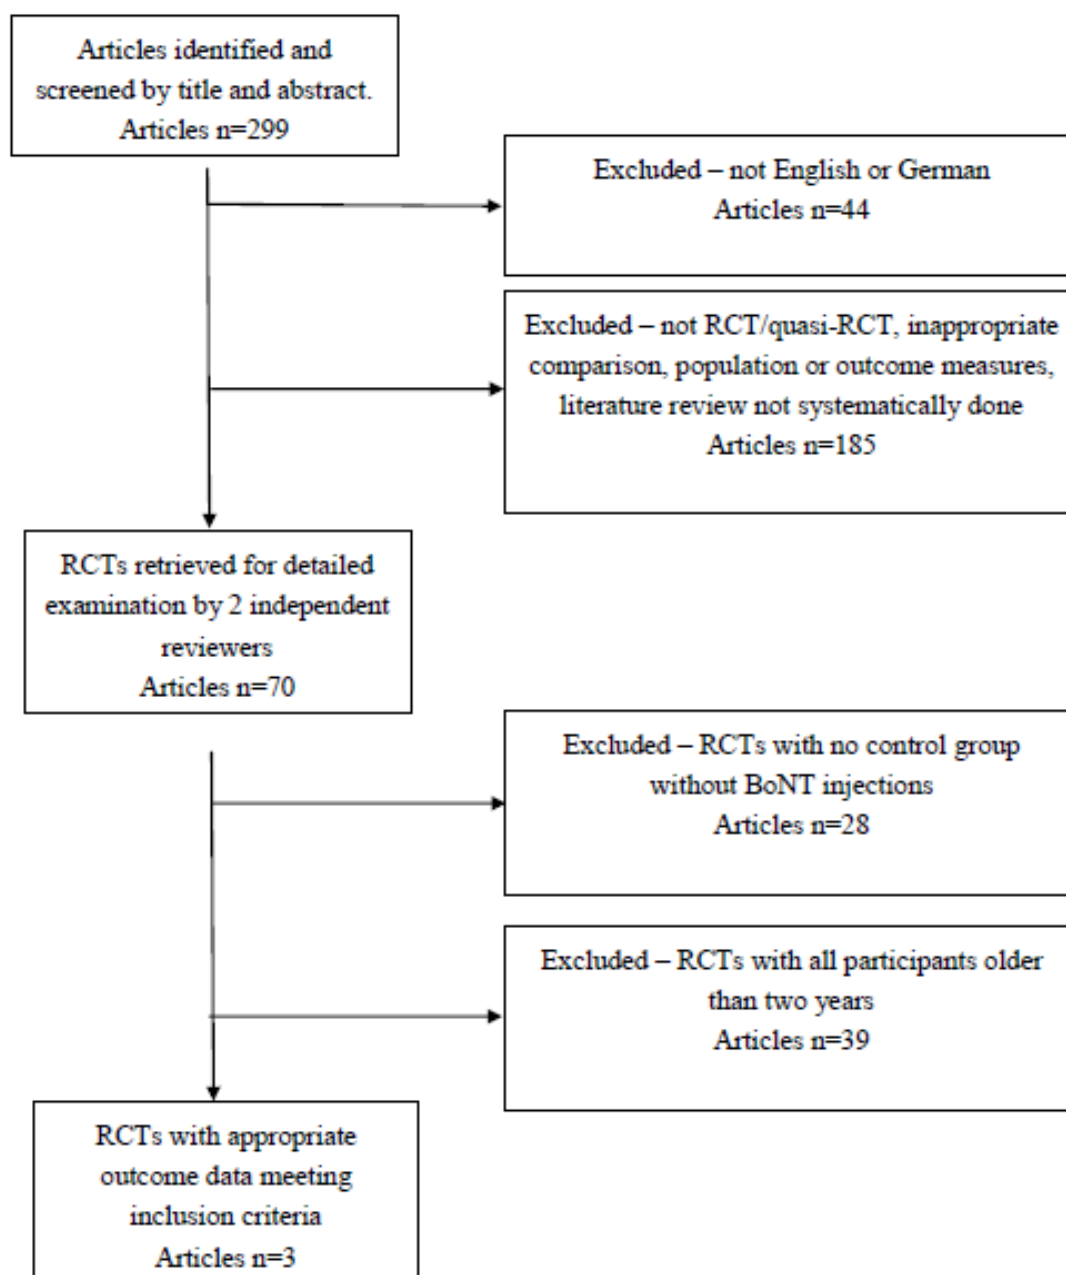 Articles identified and
screened by title and abstract.
Articles n=299
Excluded – not English or German
Articles n=44
Excluded – not RCT/quasi-RCT, inappropriate
comparison, population or outcome measures,
literature review not systematically done
Articles n=185
RCTs retrieved for detailed
examination by 2 independent
reviewers
Articles n=70
Excluded – RCTs with no control group
without BoNT injections
Articles n=28
Excluded – RCTs with all participants older
than two years
Articles n=39
RCTs with appropriate
outcome data meeting
inclusion criteria
Articles n=3